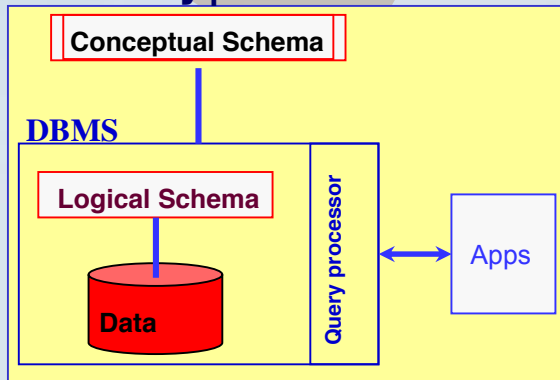 Conceptual Schema
DBMS
Logical Schema
Query processor
Apps
Data